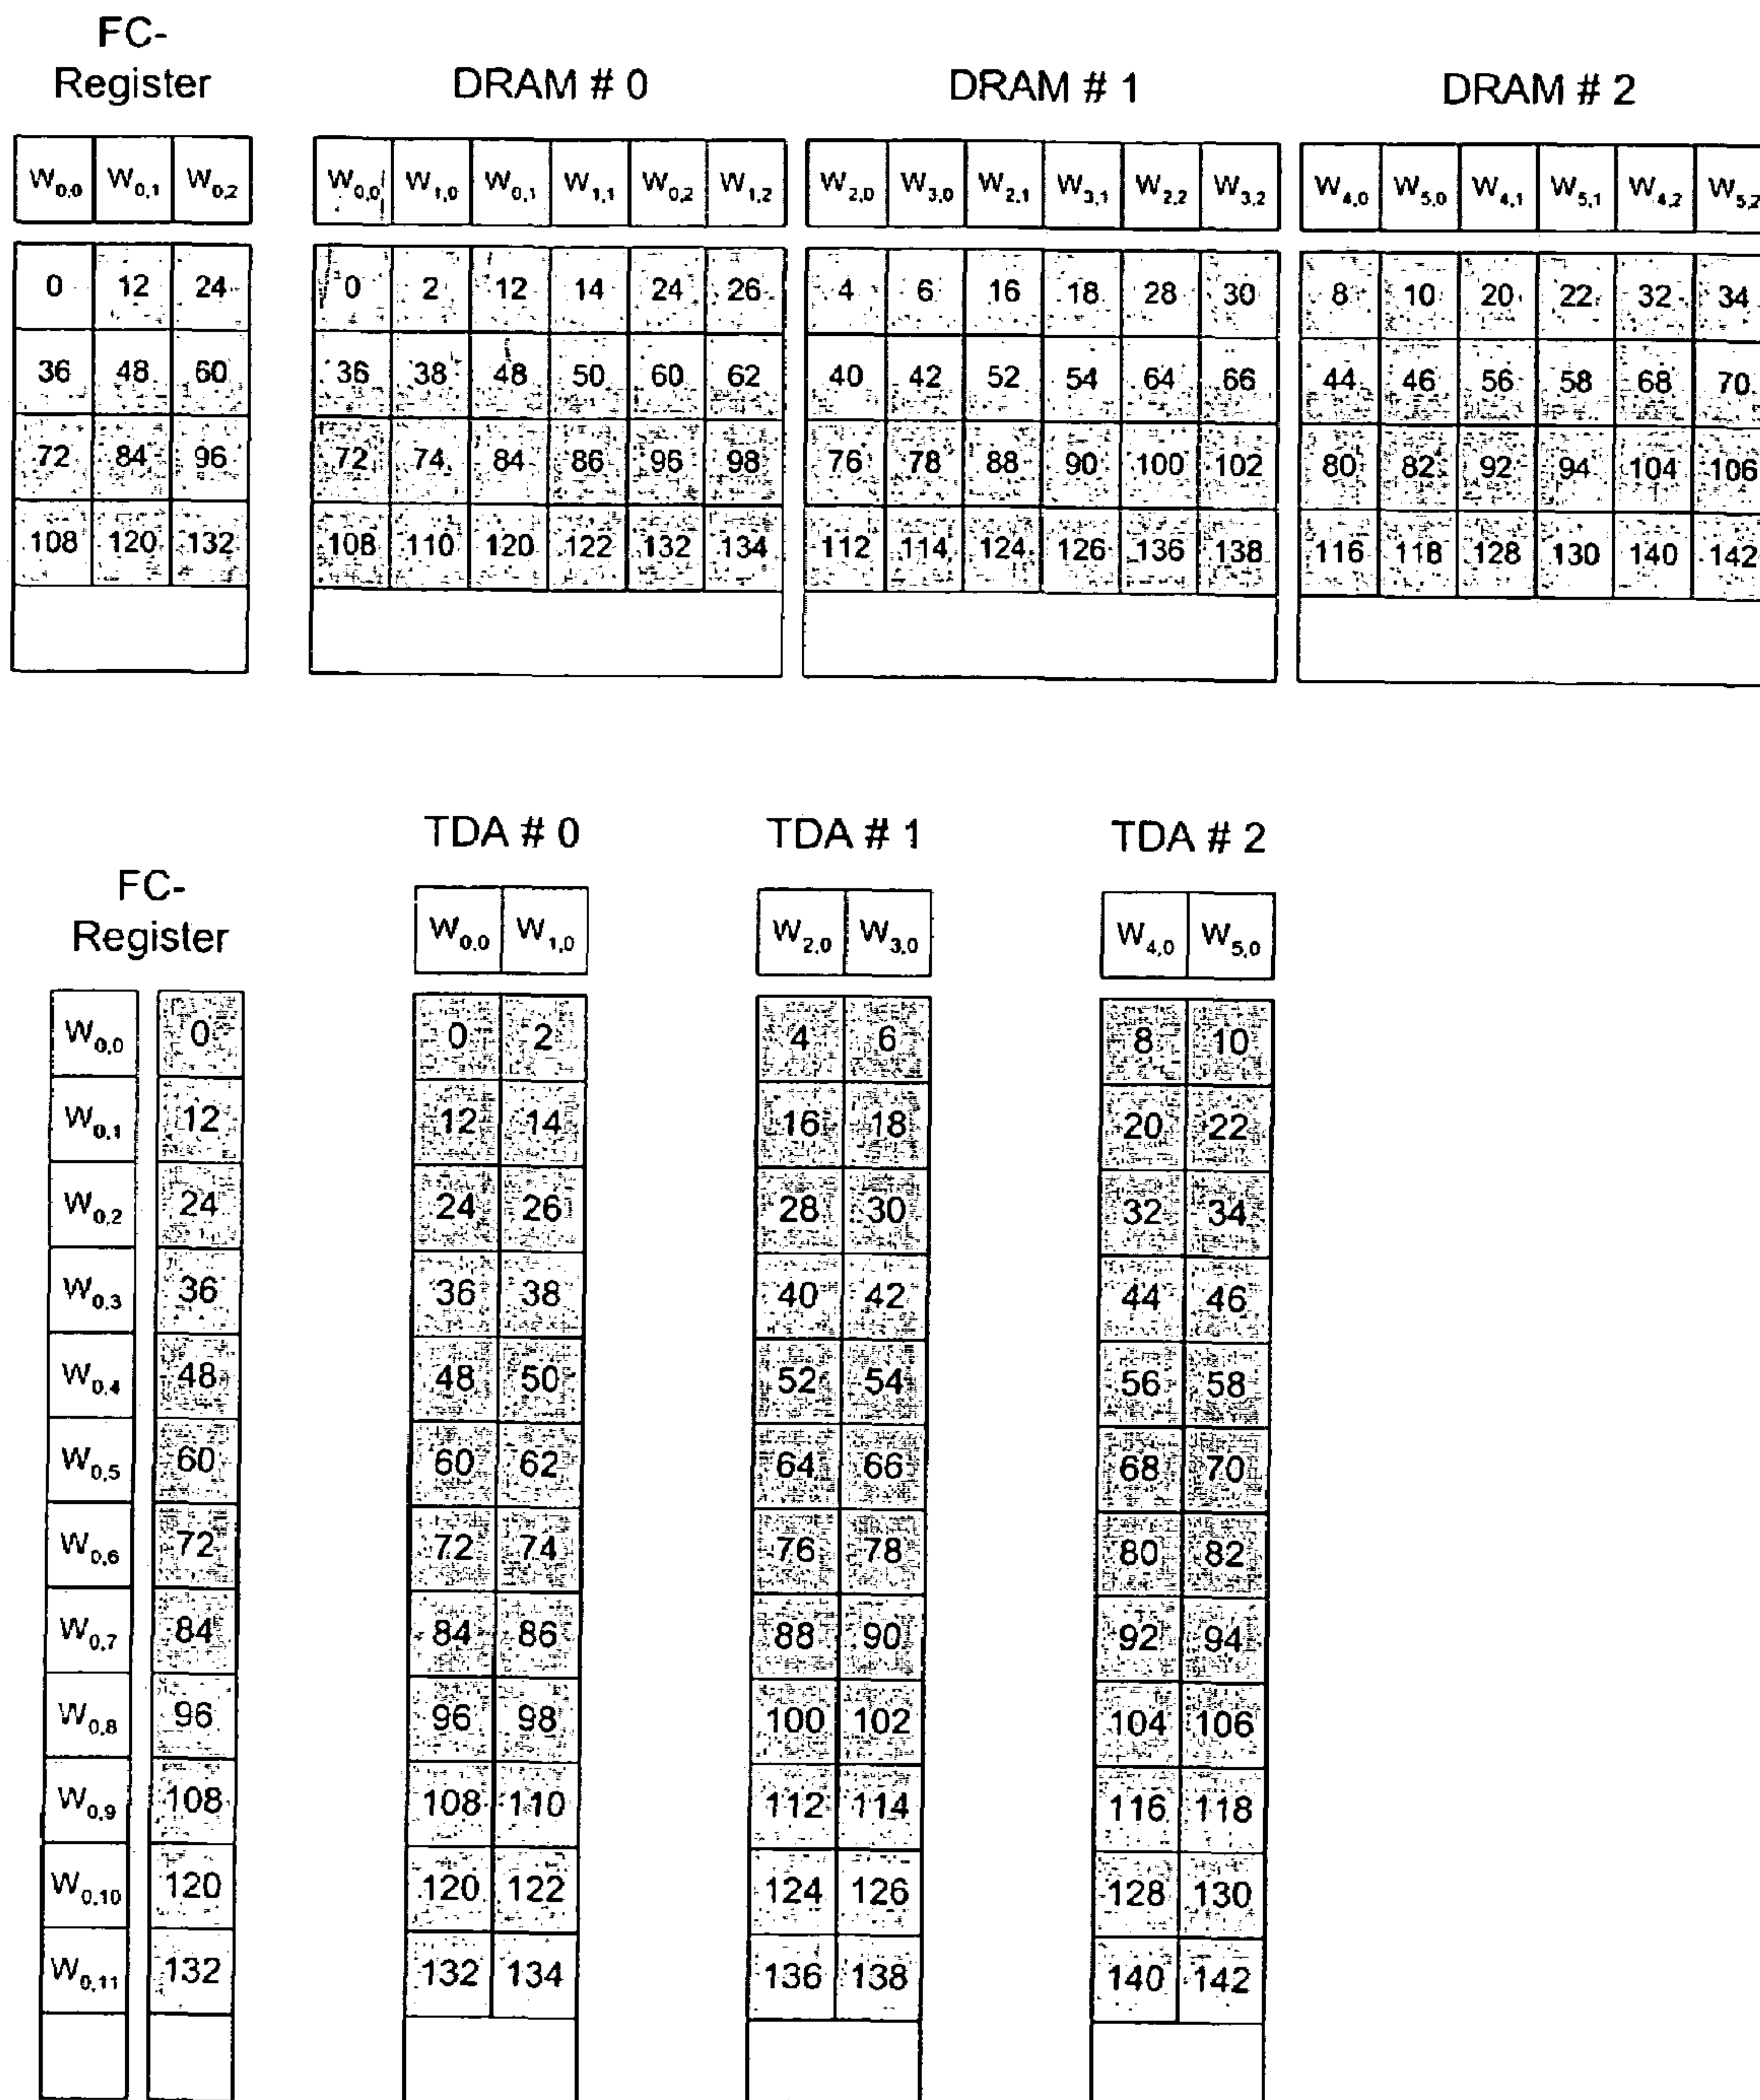 FC-
Register
DRAM # 0
DRAM # 1
DRAM # 2
W0,0 W0,1 W0,2
W0,0 W1,0 W0,1 W1,1 W0,2 W1,2
W2,0 W3,0 W2,1 W3,1 W2,2 W3,2
W4,0 W5,0 W4,1 W5,1 W4,2 W5,2
0 12 24 0 2 12 14 24 26 4 6 16 18 28 30 8 10 20 22 32 34
36 48 60 36 38 48 50 60 62 40 42 52 54 64 66 44 46 56 58 68 70
72 84 96 72 74 84 86 96 98 76 78 88 90 100 102 80 82 92 94 104 106
108 120 132 108 110 120 122 132 134 112 114 124 126 136 138 116 118 128 130 140 142
TDA # 0
TDA # 1
TDA # 2
FC-
Register
W0,0 W1,0
W2,0 W3,0
W4,0 W5,0
W0,0 0 0 2 4 6 8 10
W0,1 12 12 14 16 18 20 22
W0,2 24 24 26 28 30 32 34
W0,3 36 36 38 40 42 44 46
W0,4 48 48 50 52 54 56 58
W0,5 60 60 62 64 66 68 70
W0,6 72 72 74 76 78 80 82
W0,7 84 84 86 88 90 92 94
W0,8 96 96 98 100 102 104 106
W0,9 108 108 110 112 114 116 118
W0,10 120 120 122 124 126 128 130
W0,11 132 132 134 136 138 140 142